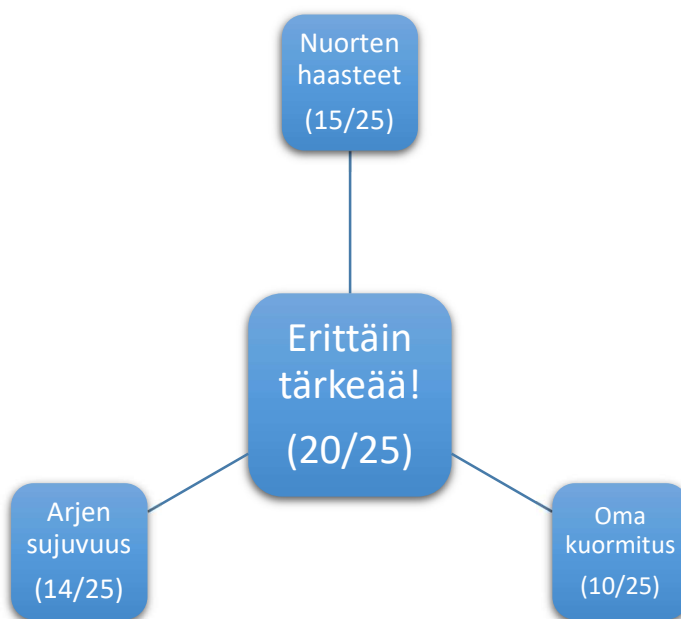 Nuorten
haasteet
(15/25)
Erittäin
tärkeää!
(20/25)
Arjen
sujuvuus
(14/25)
Oma
kuormitus
(10/25)